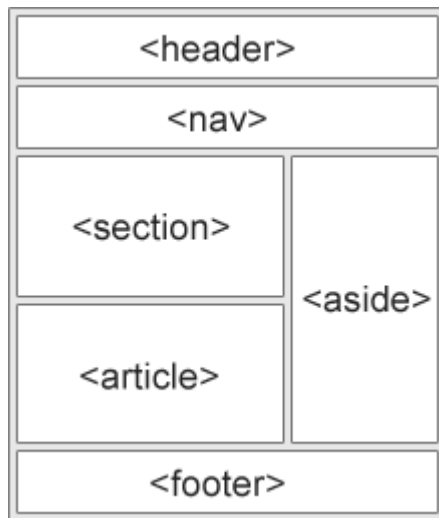 <header>
<nav>
<section>
<aside>
<article>
<footer>